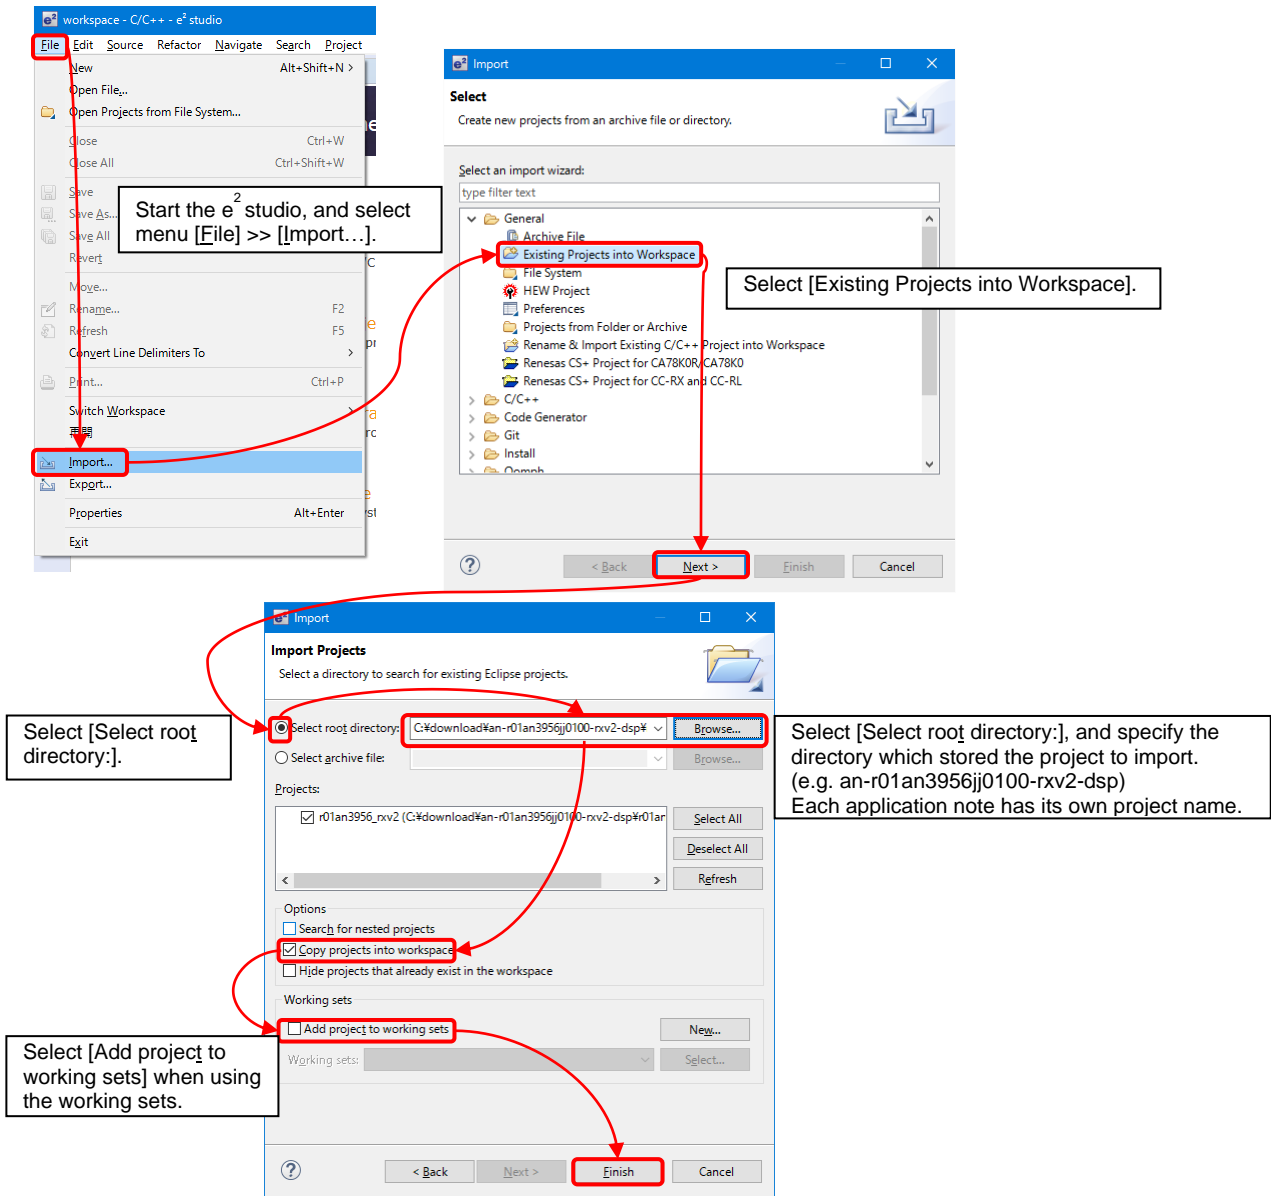 workspace - C/C++ - e² studio
File Edit Source Refactor Navigate Search Project
New Alt+Shift+N >
Open File...
Open Projects from File System...
Close Ctrl+W
Close All Ctrl+Shift+W
Save
Save As...
Save All
Revert
Move...
Rename... F2
Refresh F5
Convert Line Delimiters To >
Print... Ctrl+P
Switch Workspace >
再開
Import...
Export...
Properties Alt+Enter
Exit
Start the e² studio, and select
menu [File] >> [Import…].
Import
Select
Create new projects from an archive file or directory.
Select an import wizard:
type filter text
General
Archive File
Existing Projects into Workspace
File System
HEW Project
Preferences
Projects from Folder or Archive
Rename & Import Existing C/C++ Project into Workspace
Renesas CS+ Project for CA78K0R/CA78K0
Renesas CS+ Project for CC-RX and CC-RL
> C/C++
> Code Generator
> Git
> Install
> Oomph
< Back Next > Finish Cancel
Select [Existing Projects into Workspace].
Import
Import Projects
Select a directory to search for existing Eclipse projects.
Select root directory: C:¥download¥an-r01an3956jj0100-rxv2-dsp¥ Browse...
Select archive file: Browse...
Projects:
r01an3956_rxv2 (C:¥download¥an-r01an3956jj0100-rxv2-dsp¥r01an
Select All
Deselect All
Refresh
Options
Search for nested projects
Copy projects into workspace
Hide projects that already exist in the workspace
Working sets
Add project to working sets New...
Working sets: Select...
< Back Next > Finish Cancel
Select [Select root
directory:].
Select [Select root directory:], and specify the
directory which stored the project to import.
(e.g. an-r01an3956jj0100-rxv2-dsp)
Each application note has its own project name.
Select [Add project to
working sets] when using
the working sets.